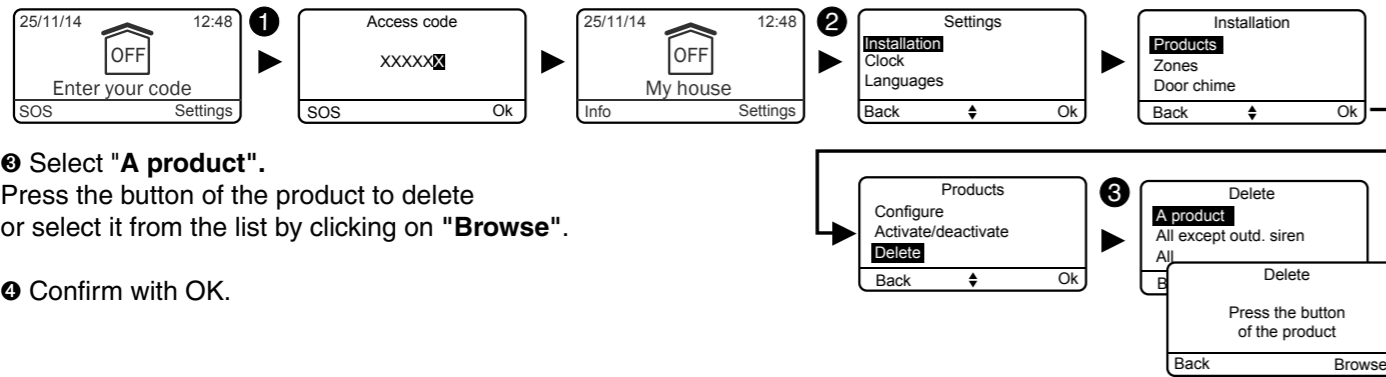 25/11/14 12:48
OFF
Enter your code
SOS Settings
❶
Access code
XXXXXX
SOS Ok
25/11/14 12:48
OFF
My house
Info Settings
❷
Settings
Installation
Clock
Languages
Back Ok
Installation
Products
Zones
Door chime
Back Ok
❸ Select "A product".
Press the button of the product to delete
or select it from the list by clicking on "Browse".
❹ Confirm with OK.
Products
Configure
Activate/deactivate
Delete
Back Ok
❸
Delete
A product
All except outd. siren
All
B
Delete
Press the button
of the product
Back Browse